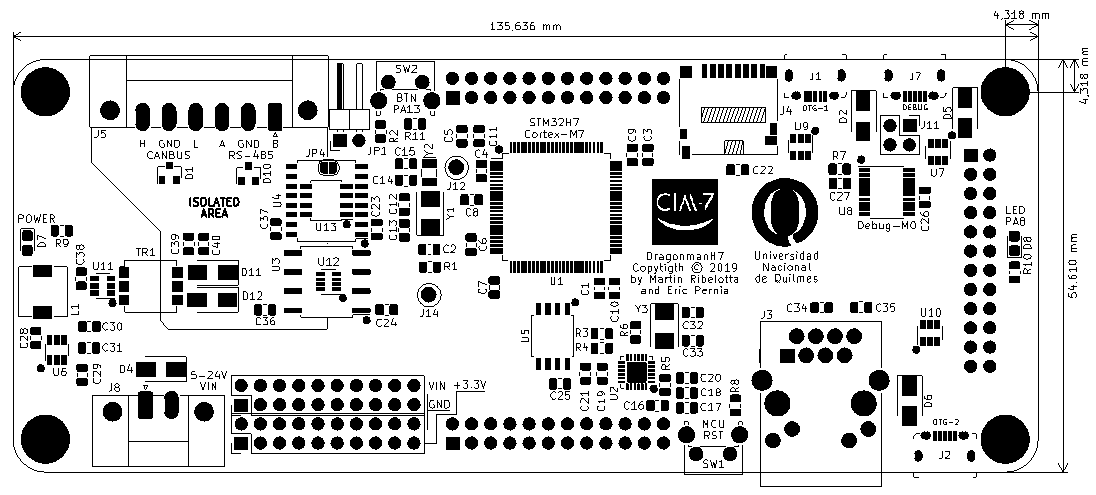 135,636 mm
4,318 mm
4,318 mm
54.610 mm
J5
H GND L A GND B
CANBUS
RS-485
D1
D10
ISOLATED
AREA
SW2
BTN
PA13
R2
R11
JP1
JP4
C15
C14
Y2
C5
C11
C4
J12
C8
Y1
C12
C13
C23
U4
U13
C37
STM32H7
Cortex-M7
C9
C3
J4
C22
J1
OTG-1
U9
D2
J7
DEBUG
D5
J11
U7
R7
C27
U8
C26
Debug-MO
POWER
D7
R9
C38
U11
L1
TR1
C39
C40
D11
D12
U3
U12
C36
C24
C2
R1
C6
C7
J14
U1
CIM-7
DragonmanH7
Copytigth © 2019
by Martin Ribelotta
and Eric Pernia
Universidad
Nacional
de Quilmes
LED
PA8
D8
R10
C1
C10
C28
U6
C30
C31
C29
D4
J8
5-24V
VIN
VIN
+3.3V
GND
U5
R3
R4
R6
Y3
C32
C33
C25
C21
C19
U2
R5
C20
C18
C17
C16
R8
MCU
RST
SW1
J3
C34
C35
U10
D6
OTG-2
J2